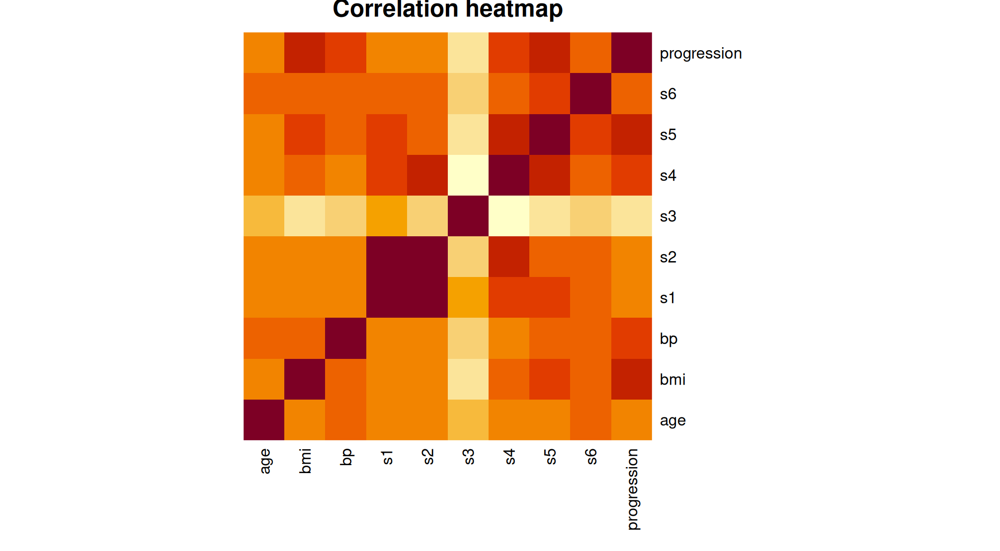 Correlation heatmap
progression
s6
s5
s4
s3
s2
s1
bp
bmi
age
age
bmi
bp
s1
s2
s3
s4
s5
s6
progression